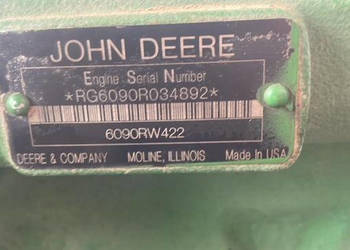 JOHN DEERE
Engine Serial Number
*RG6090R034892*
6090RW422
DEERE & COMPANY MOLINE, ILLINOIS Made In USA